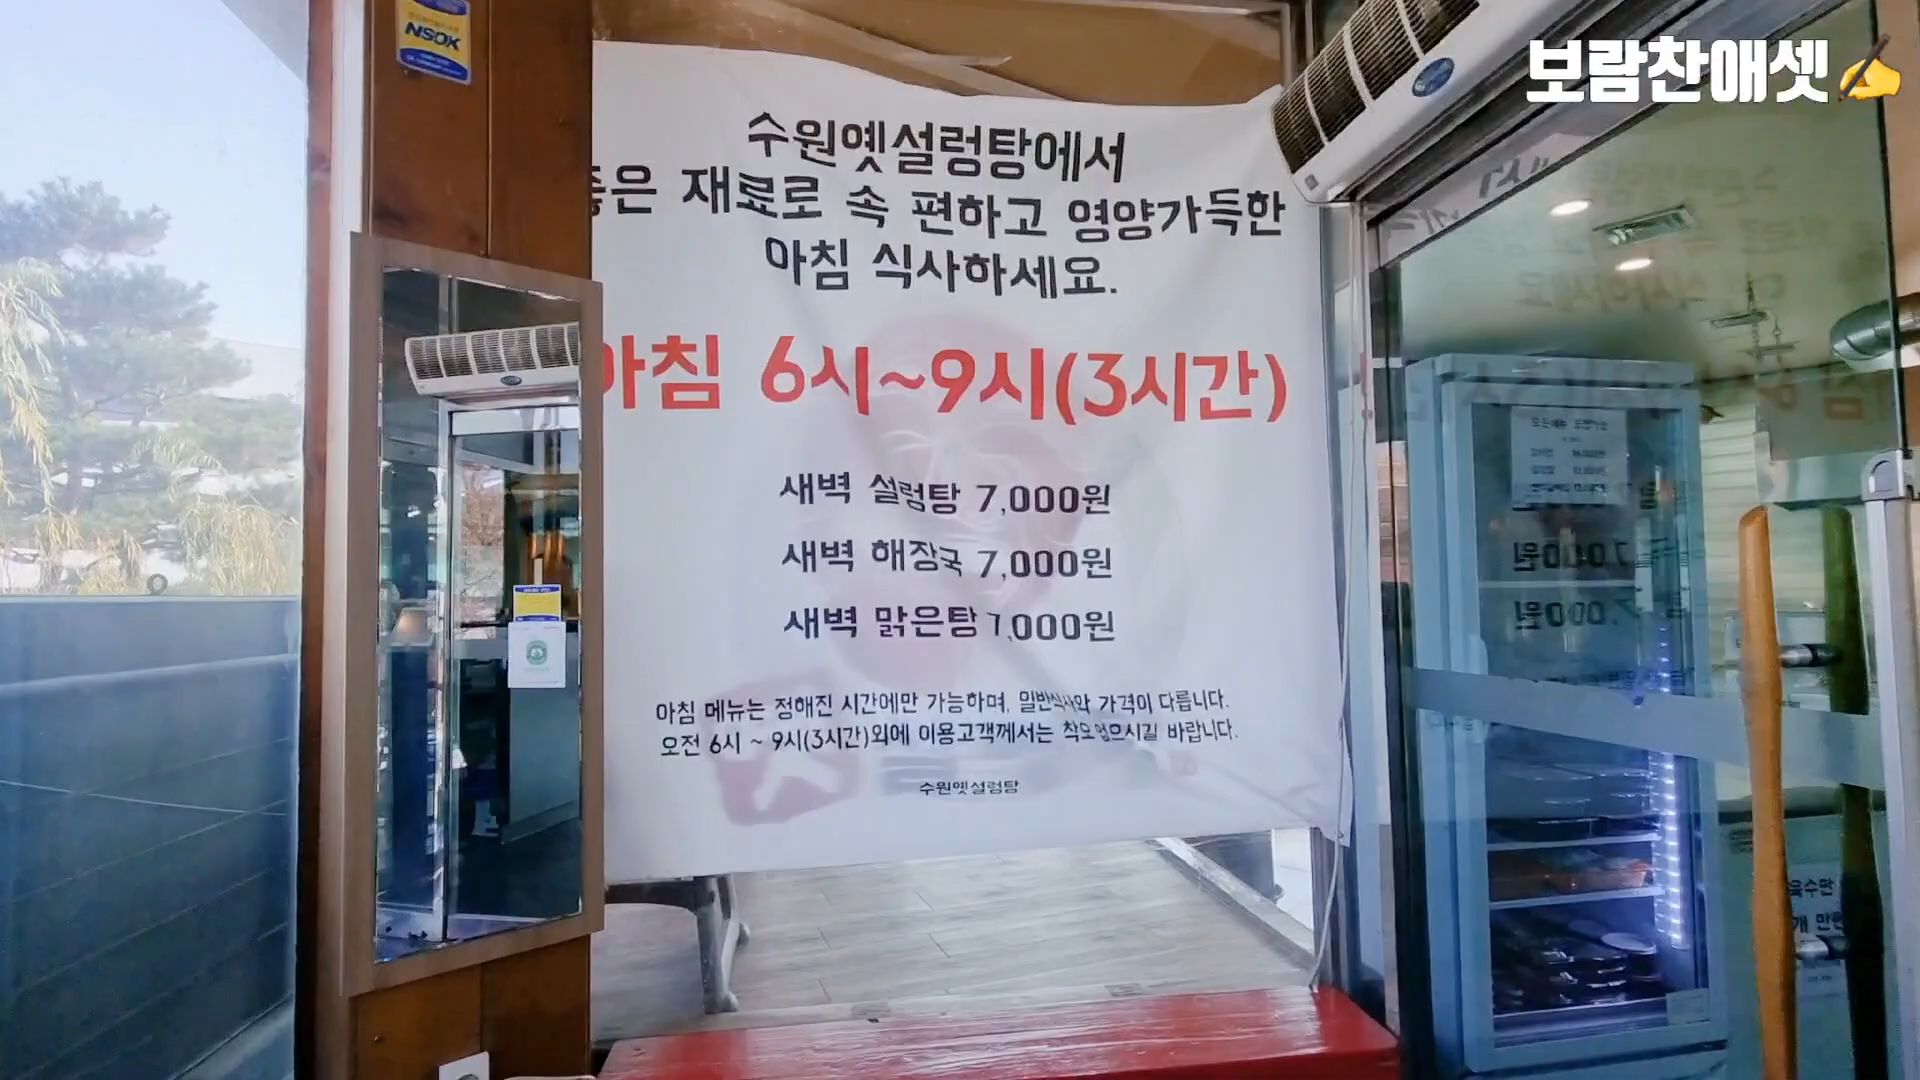 보람찬애셋
NSOK
수원옛설렁탕에서
좋은 재료로 속 편하고 영양가득한
아침 식사하세요.
아침 6시~9시(3시간)
새벽 설렁탕 7,000원
새벽 해장국 7,000원
새벽 맑은탕 7,000원
아침 메뉴는 정해진 시간에만 가능하며, 일반식사와 가격이 다릅니다.
오전 6시 ~ 9시(3시간)외에 이용고객께서는 착오없으시길 바랍니다.
수원옛설렁탕